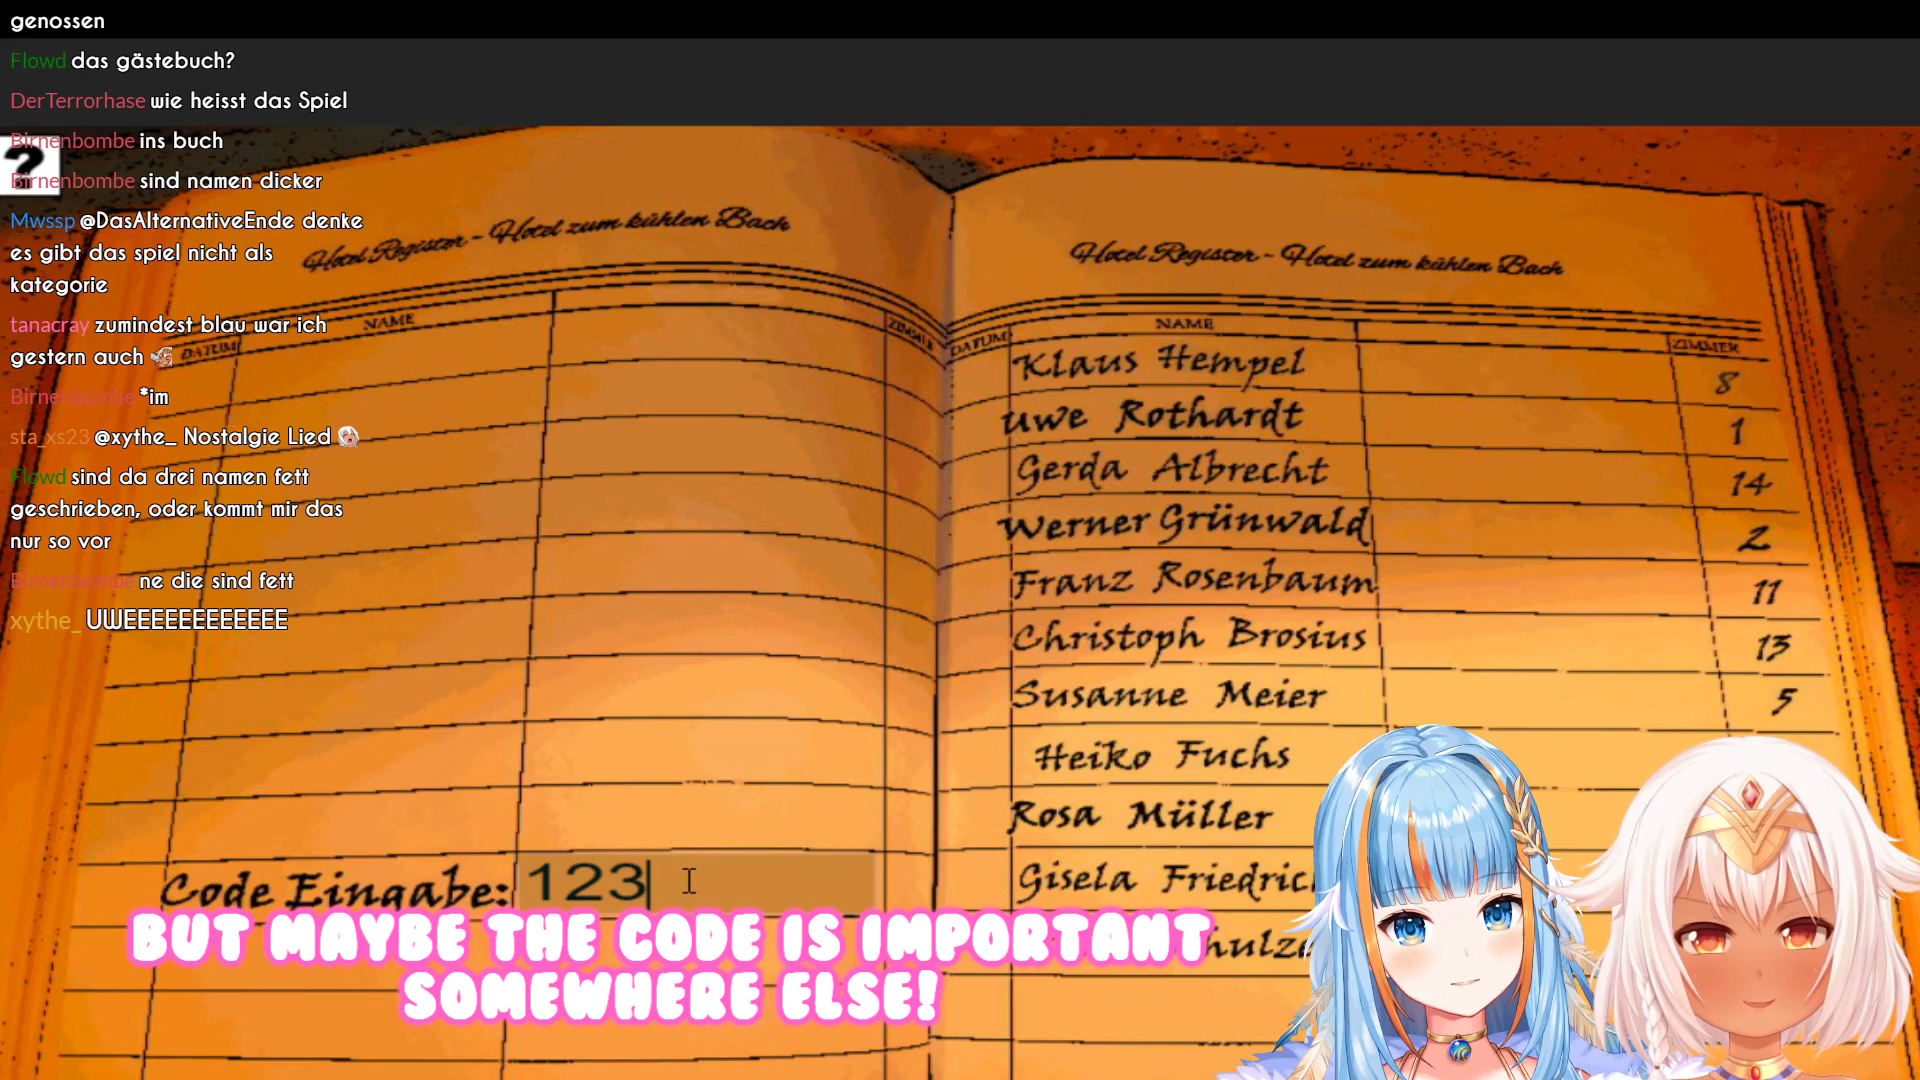 genossen
Flowd das gästebuch?
DerTerrorhase wie heisst das Spiel
Birnenbombe ins buch
?
Birnenbombe sind namen dicker
Mwssp @DasAlternativeEnde denke
es gibt das spiel nicht als
kategorie
tanacray zumindest blau war ich
gestern auch
Birnenbombe *im
sta_xs23 @xythe_ Nostalgie Lied
Flowd sind da drei namen fett
geschrieben, oder kommt mir das
nur so vor
Birnenbombe ne die sind fett
xythe_ UWEEEEEEEEEEEE
Hotel Register - Hotel zum kühlen Bach
DATUM NAME ZIMMER
Code Eingabe: 123
Hotel Register - Hotel zum kühlen Bach
DATUM NAME ZIMMER
Klaus Hempel 8
Uwe Rothardt 1
Gerda Albrecht 14
Werner Grünwald 2
Franz Rosenbaum 11
Christoph Brosius 13
Susanne Meier 5
Heiko Fuchs
Rosa Müller
Gisela
BUT MAYBE THE CODE IS IMPORTANT
SOMEWHERE ELSE!